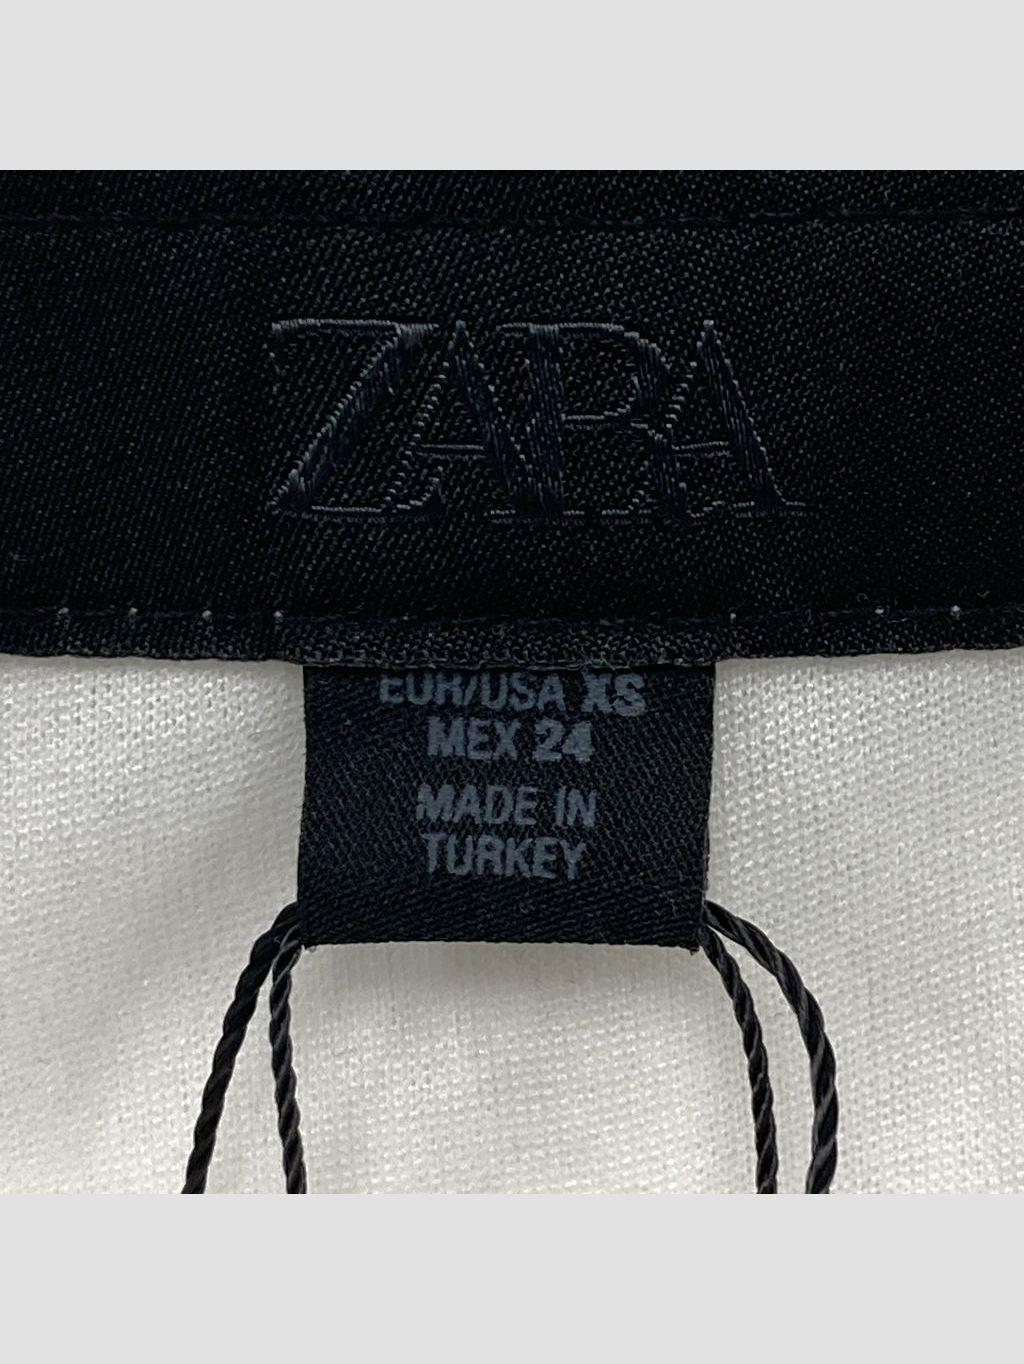 ZARA
EUR/USA XS
MEX 24
MADE IN
TURKEY